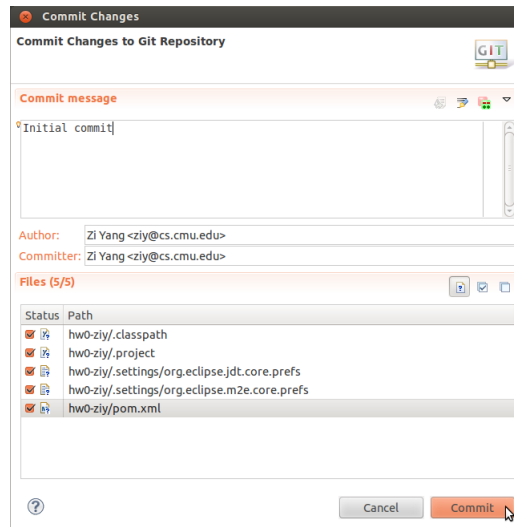 Commit Changes
Commit Changes to Git Repository
GIT
Commit message
Initial commit
Author: Zi Yang <ziy@cs.cmu.edu>
Committer: Zi Yang <ziy@cs.cmu.edu>
Files (5/5)
Status Path
hw0-ziy/.classpath
hw0-ziy/.project
hw0-ziy/.settings/org.eclipse.jdt.core.prefs
hw0-ziy/.settings/org.eclipse.m2e.core.prefs
hw0-ziy/pom.xml
Cancel Commit